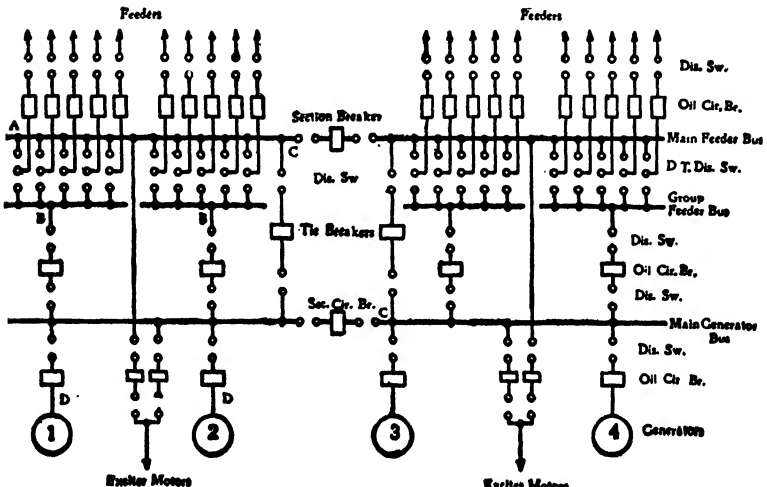 Feeders
Feeders
Dis. Sw.
Oil Cir. Br.
A
Section Breaker
Main Feeder Bus
C
Dis. Sw
D T. Dis. Sw.
Group
Feeder Bus
B
B
Tie Breakers
Dis. Sw.
Oil Cir. Br.
Dis. Sw.
Sec. Cir. Br.
C
Main Generator
Bus
Dis. Sw.
Oil Cir Br.
D
D
1
2
3
4
Generators
Exciter Motors
Exciter Motors